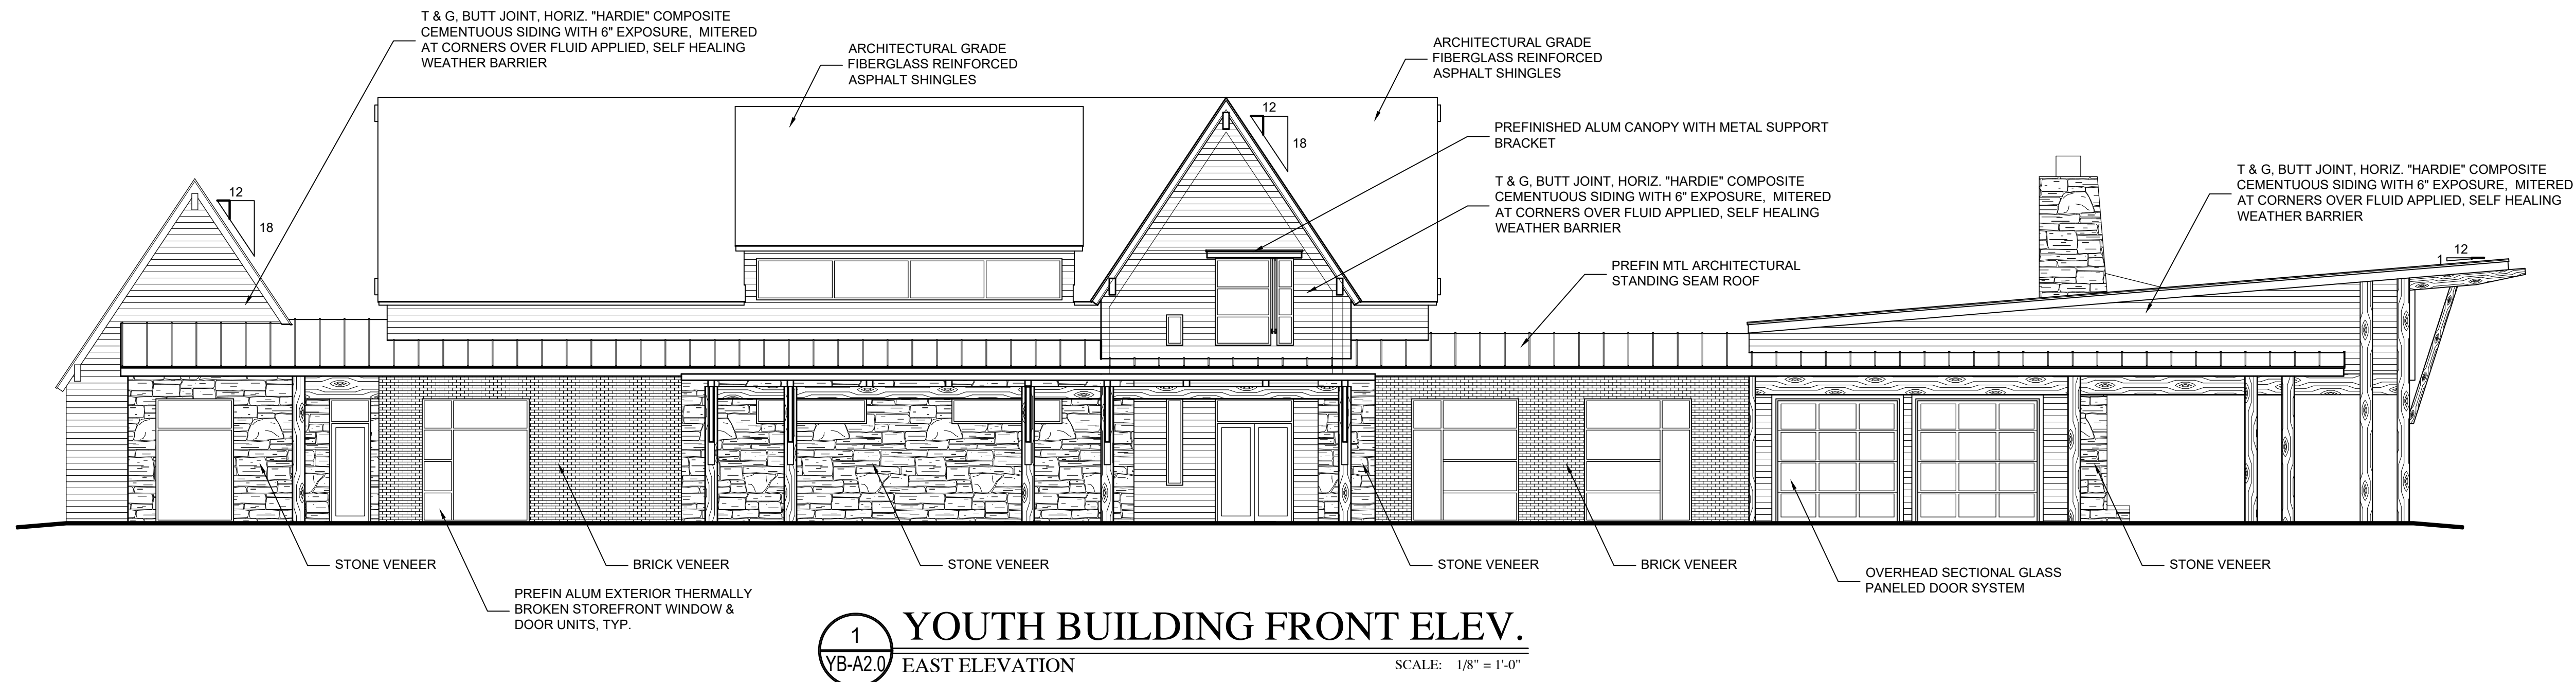 T & G, BUTT JOINT, HORIZ. "HARDIE" COMPOSITE
CEMENTUOUS SIDING WITH 6" EXPOSURE, MITERED
AT CORNERS OVER FLUID APPLIED, SELF HEALING
WEATHER BARRIER
ARCHITECTURAL GRADE
FIBERGLASS REINFORCED
ASPHALT SHINGLES
ARCHITECTURAL GRADE
FIBERGLASS REINFORCED
ASPHALT SHINGLES
12
18
PREFINISHED ALUM CANOPY WITH METAL SUPPORT
BRACKET
T & G, BUTT JOINT, HORIZ. "HARDIE" COMPOSITE
CEMENTUOUS SIDING WITH 6" EXPOSURE, MITERED
AT CORNERS OVER FLUID APPLIED, SELF HEALING
WEATHER BARRIER
T & G, BUTT JOINT, HORIZ. "HARDIE" COMPOSITE
CEMENTUOUS SIDING WITH 6" EXPOSURE, MITERED
AT CORNERS OVER FLUID APPLIED, SELF HEALING
WEATHER BARRIER
12
18
12
1
PREFIN MTL ARCHITECTURAL
STANDING SEAM ROOF
STONE VENEER
BRICK VENEER
STONE VENEER
STONE VENEER
BRICK VENEER
STONE VENEER
OVERHEAD SECTIONAL GLASS
PANELED DOOR SYSTEM
PREFIN ALUM EXTERIOR THERMALLY
BROKEN STOREFRONT WINDOW &
DOOR UNITS, TYP.
1
YB-A2.0
YOUTH BUILDING FRONT ELEV.
EAST ELEVATION
SCALE: 1/8" = 1'-0"